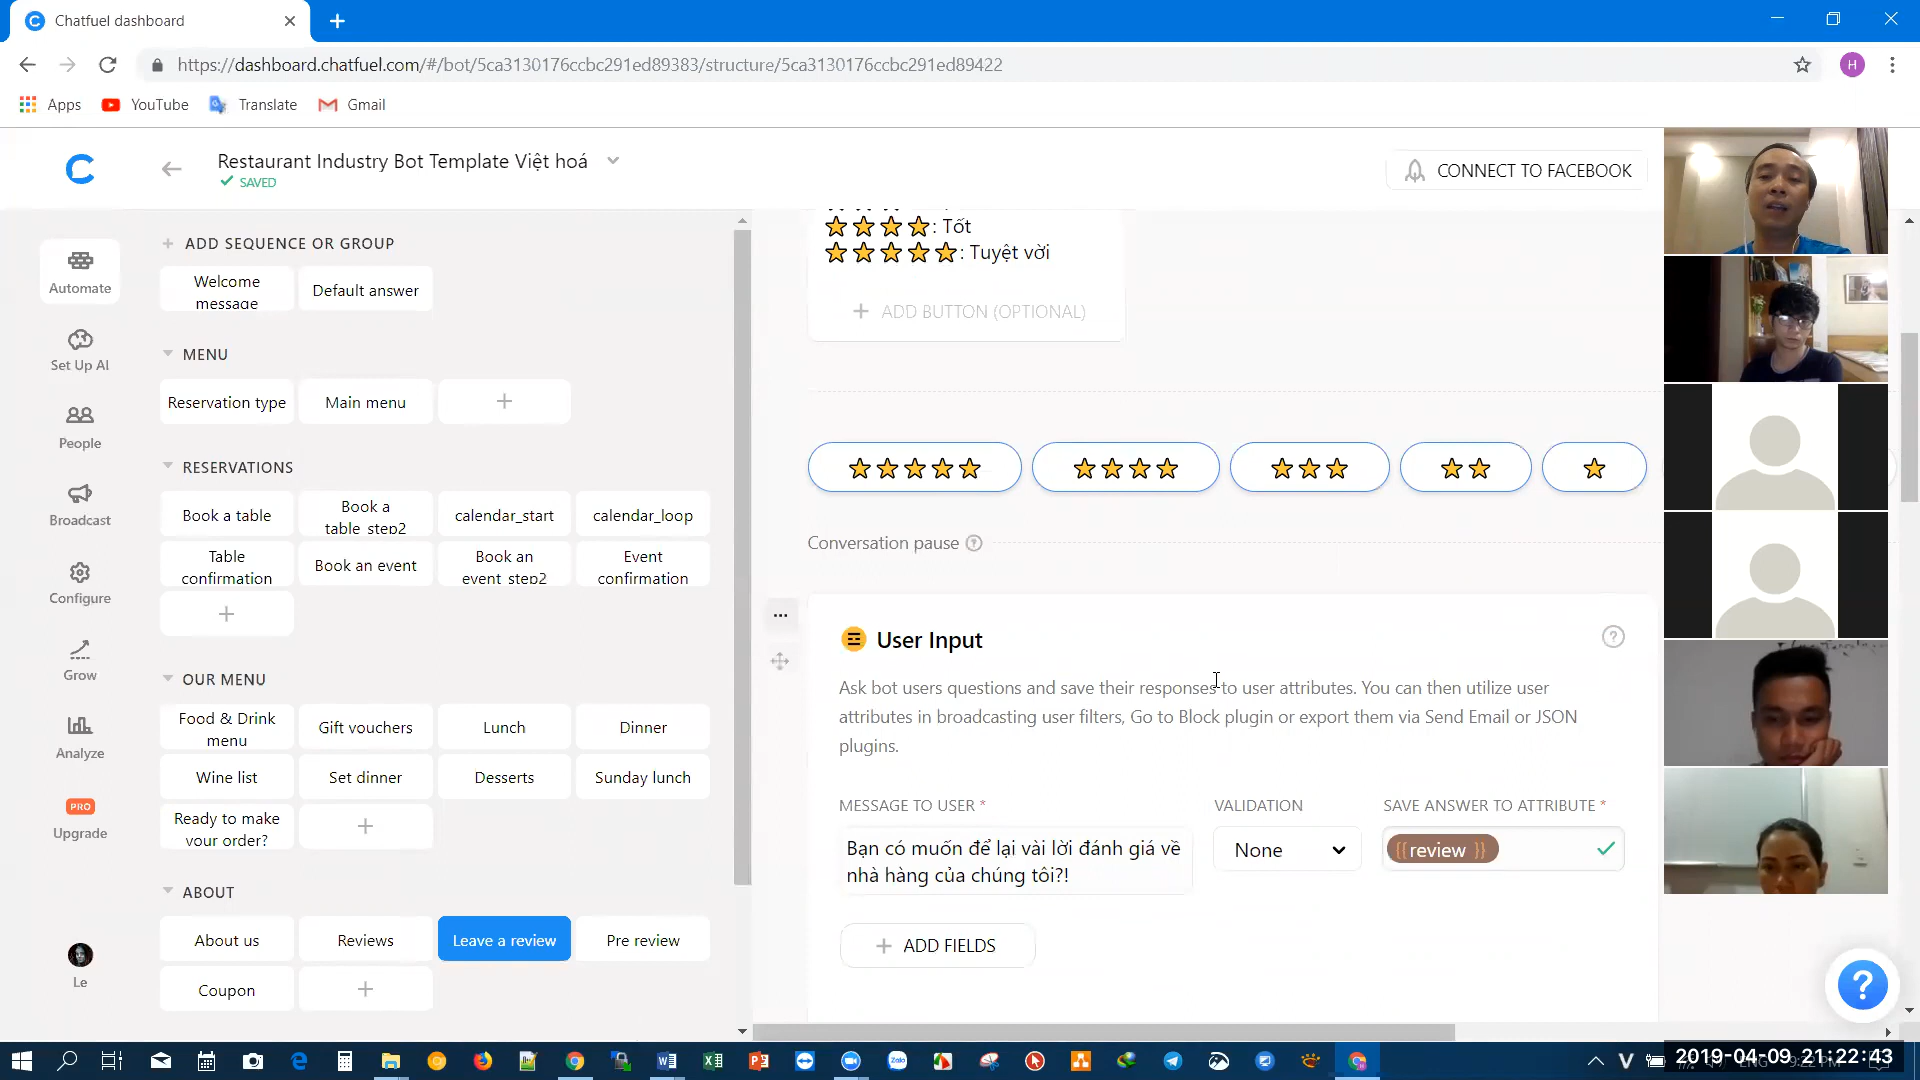 Chatfuel dashboard
https://dashboard.chatfuel.com/#/bot/5ca3130176ccbc291ed89383/structure/5ca3130176ccbc291ed89422
H
Apps
YouTube
Translate
Gmail
Restaurant Industry Bot Template Việt hoá
SAVED
CONNECT TO FACEBOOK
Automate
Set Up AI
People
Broadcast
Configure
Grow
Analyze
PRO
Upgrade
Le
ADD SEQUENCE OR GROUP
Welcome message
Default answer
MENU
Reservation type
Main menu
RESERVATIONS
Book a table
Book a table step2
calendar_start
calendar_loop
Table confirmation
Book an event
Book an event step2
Event confirmation
OUR MENU
Food & Drink menu
Gift vouchers
Lunch
Dinner
Wine list
Set dinner
Desserts
Sunday lunch
Ready to make your order?
ABOUT
About us
Reviews
Leave a review
Pre review
Coupon
: Tốt
: Tuyệt vời
ADD BUTTON (OPTIONAL)
Conversation pause
User Input
Ask bot users questions and save their responses to user attributes. You can then utilize user
attributes in broadcasting user filters, Go to Block plugin or export them via Send Email or JSON
plugins.
MESSAGE TO USER *
VALIDATION
SAVE ANSWER TO ATTRIBUTE *
Bạn có muốn để lại vài lời đánh giá về
nhà hàng của chúng tôi?!
None
{{review }}
ADD FIELDS
2019-04-09 21:22:43